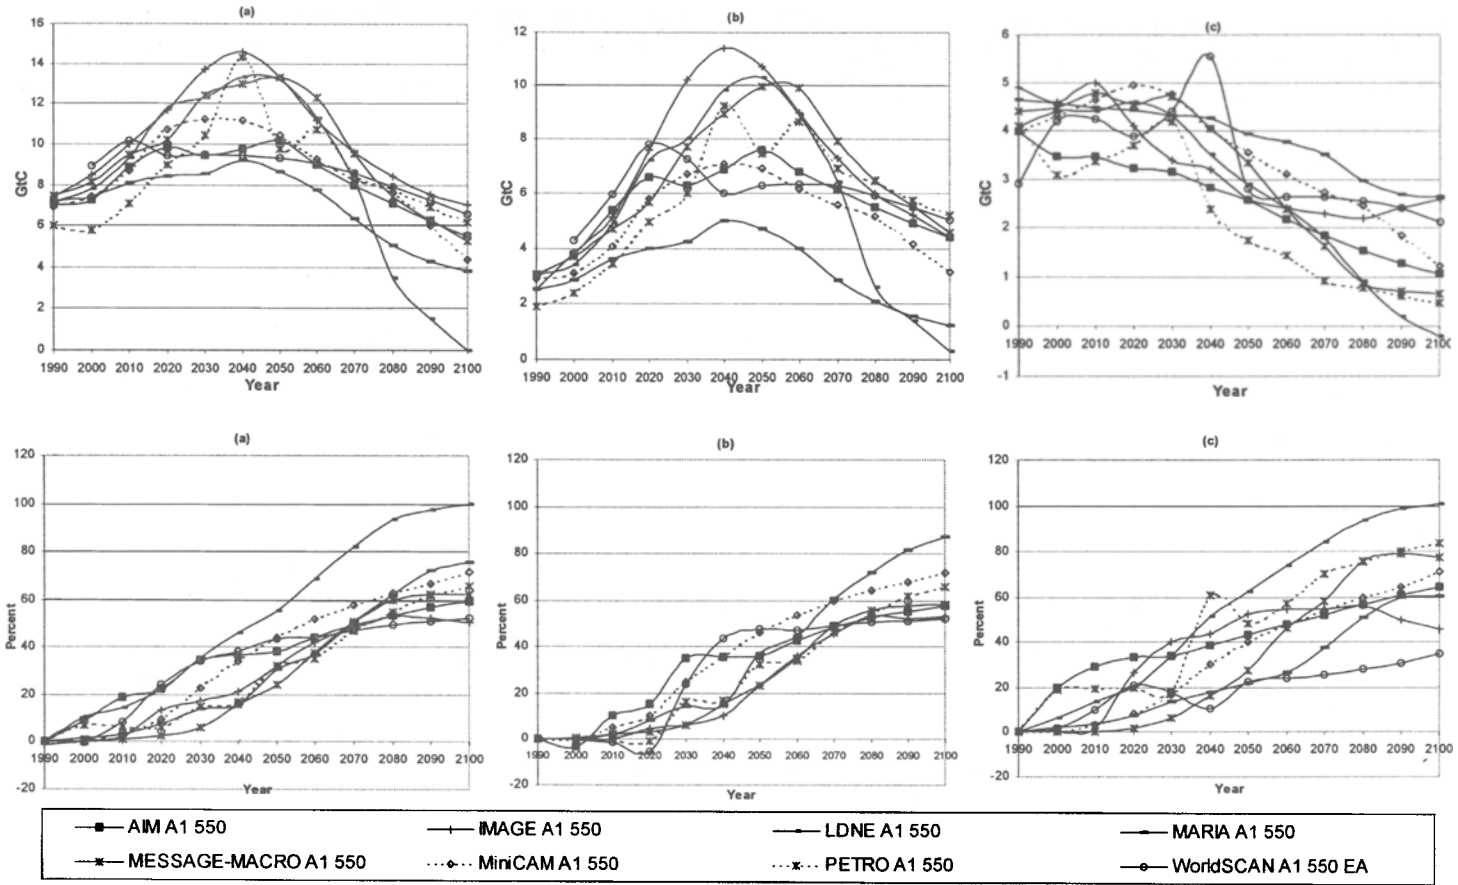 (a)
16
14
12
10
8
6
4
2
0
GtC
1990 2000 2010 2020 2030 2040 2050 2060 2070 2080 2090 2100
Year
(b)
12
10
8
6
4
2
0
GtC
1990 2000 2010 2020 2030 2040 2050 2060 2070 2080 2090 2100
Year
(c)
6
5
4
3
2
1
0
-1
GtC
1990 2000 2010 2020 2030 2040 2050 2060 2070 2080 2090 210
Year
(a)
120
100
80
60
40
20
0
-20
Percent
1990 2000 2010 2020 2030 2040 2050 2060 2070 2080 2090 2100
Year
(b)
120
100
80
60
40
20
0
-20
Percent
1990 2000 2010 2020 2030 2040 2050 2060 2070 2080 2090 2100
Year
(c)
120
100
80
60
40
20
0
-20
Percent
1990 2000 2010 2020 2030 2040 2050 2060 2070 2080 2090 2100
Year
AIM A1 550 IMAGE A1 550 LDNE A1 550 MARIA A1 550
MESSAGE-MACRO A1 550 MiniCAM A1 550 PETRO A1 550 WorldSCAN A1 550 EA